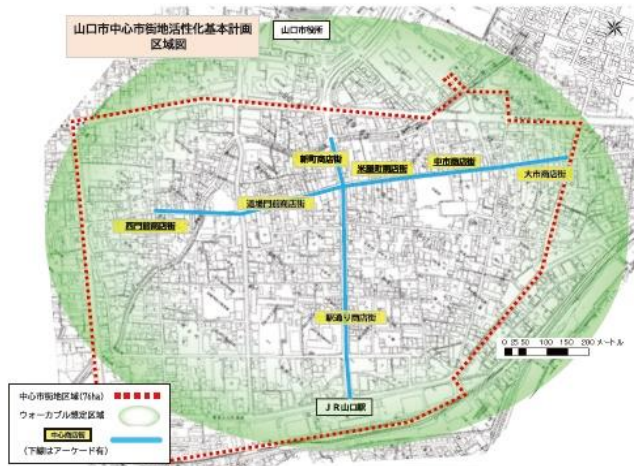 山口市中心市街地活性化基本計画
区域図
山口市役所
新町商店街
米屋町商店街
中市商店街
大市商店街
道場門前商店街
西門前商店街
駅通り商店街
0 25 50 100 150 200 メートル
JR山口駅
中心市街地区域(76ha)
ウォーカブル想定区域
中心商店街
(下線はアーケード有)